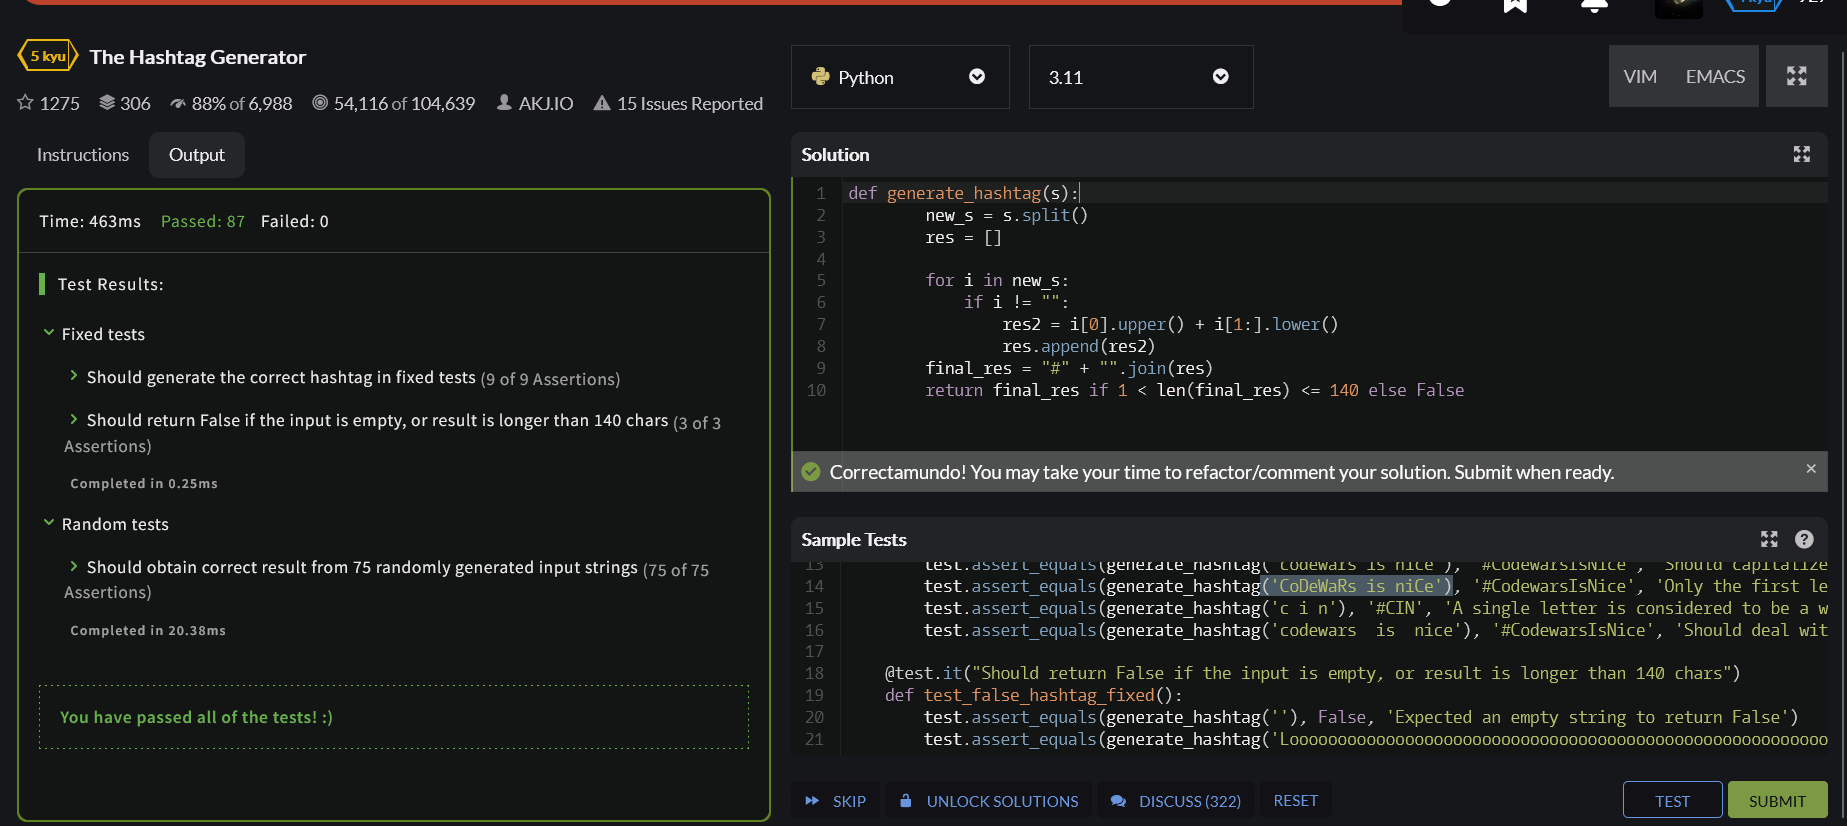 5 kyu The Hashtag Generator
1275 306 88% of 6,988 54,116 of 104,639 AKJ.IO 15 Issues Reported
Instructions Output
Time: 463ms Passed: 87 Failed: 0
Test Results:
Fixed tests
Should generate the correct hashtag in fixed tests (9 of 9 Assertions)
Should return False if the input is empty, or result is longer than 140 chars (3 of 3
Assertions)
Completed in 0.25ms
Random tests
Should obtain correct result from 75 randomly generated input strings (75 of 75
Assertions)
Completed in 20.38ms
You have passed all of the tests! :)
Python 3.11 VIM EMACS
Solution
1 def generate_hashtag(s):
2 new_s = s.split()
3 res = []
4
5 for i in new_s:
6 if i != "":
7 res2 = i[0].upper() + i[1:].lower()
8 res.append(res2)
9 final_res = "#" + "".join(res)
10 return final_res if 1 < len(final_res) <= 140 else False
Correctamundo! You may take your time to refactor/comment your solution. Submit when ready. ×
Sample Tests
13 test.assert_equals(generate_hashtag('codewars is nice'), '#CodewarsIsNice', 'Should capitalize
14 test.assert_equals(generate_hashtag('CoDeWaRs is niCe'), '#CodewarsIsNice', 'Only the first le
15 test.assert_equals(generate_hashtag('c i n'), '#CIN', 'A single letter is considered to be a w
16 test.assert_equals(generate_hashtag('codewars  is  nice'), '#CodewarsIsNice', 'Should deal wit
17
18 @test.it("Should return False if the input is empty, or result is longer than 140 chars")
19 def test_false_hashtag_fixed():
20 test.assert_equals(generate_hashtag(''), False, 'Expected an empty string to return False')
21 test.assert_equals(generate_hashtag('Looooooooooooooooooooooooooooooooooooooooooooooooooooooooo
SKIP UNLOCK SOLUTIONS DISCUSS (322) RESET TEST SUBMIT